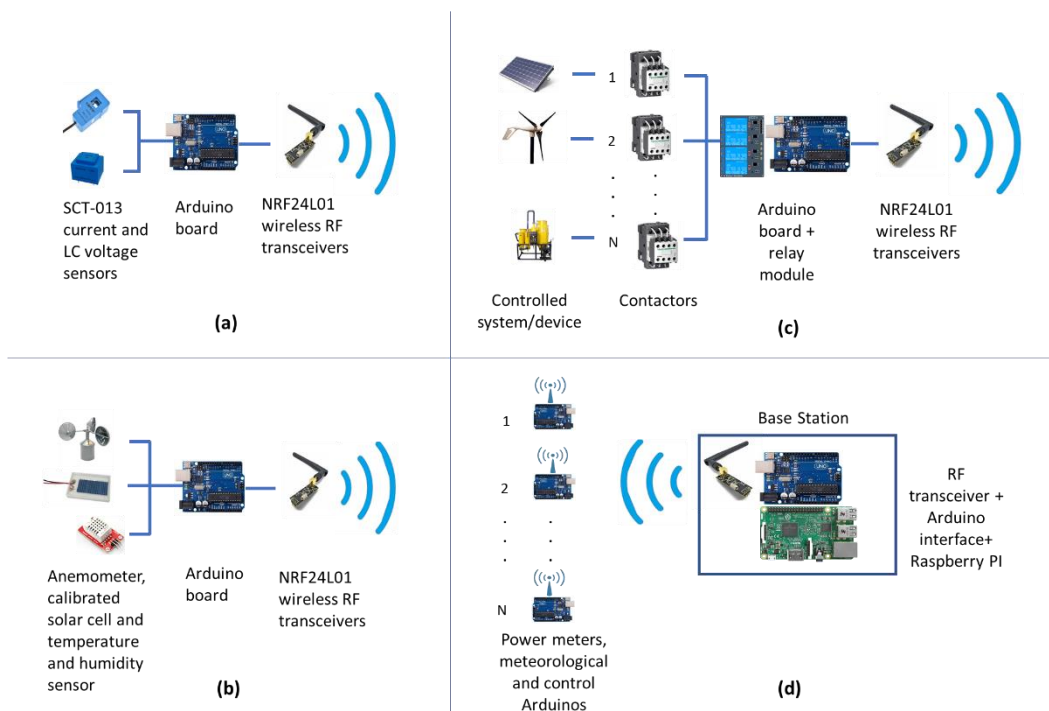 SCT-013
current and
LC voltage
sensors
Arduino
board
NRF24L01
wireless RF
transceivers
(a)
1
2
N
Controlled
system/device
Contactors
Arduino
board +
relay
module
NRF24L01
wireless RF
transceivers
(c)
Anemometer,
calibrated
solar cell and
temperature
and humidity
sensor
Arduino
board
NRF24L01
wireless RF
transceivers
(b)
1
2
N
Power meters,
meteorological
and control
Arduinos
Base Station
RF
transceiver +
Arduino
interface+
Raspberry PI
(d)